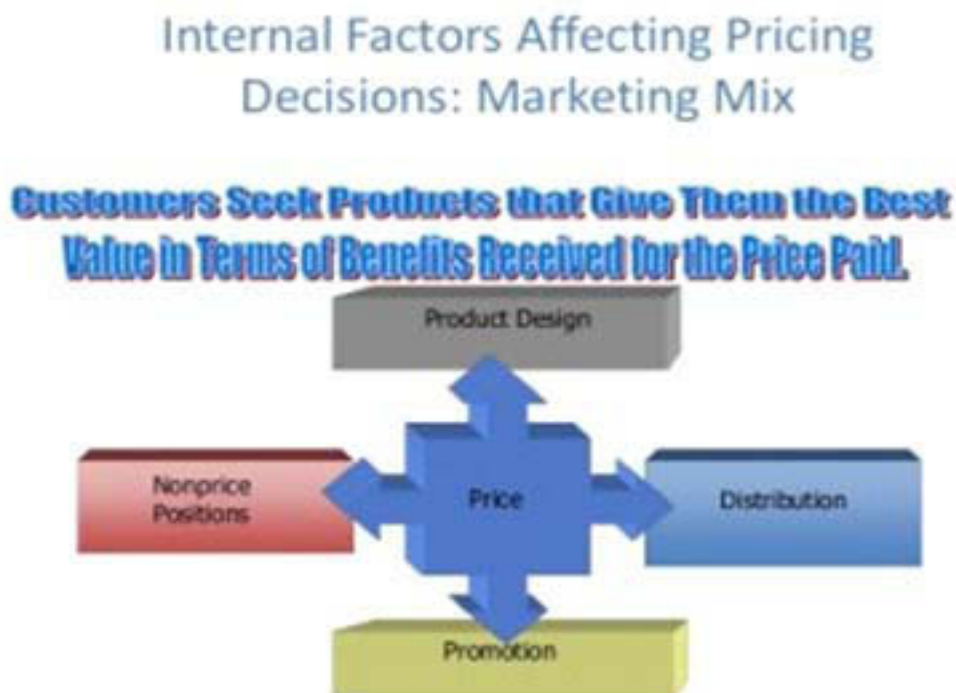 Internal Factors Affecting Pricing
Decisions: Marketing Mix
Customers Seek Products that Give Them the Best
Value in Terms of Benefits Received for the Price Paid.
Product Design
Nonprice
Positions
Price
Distribution
Promotion